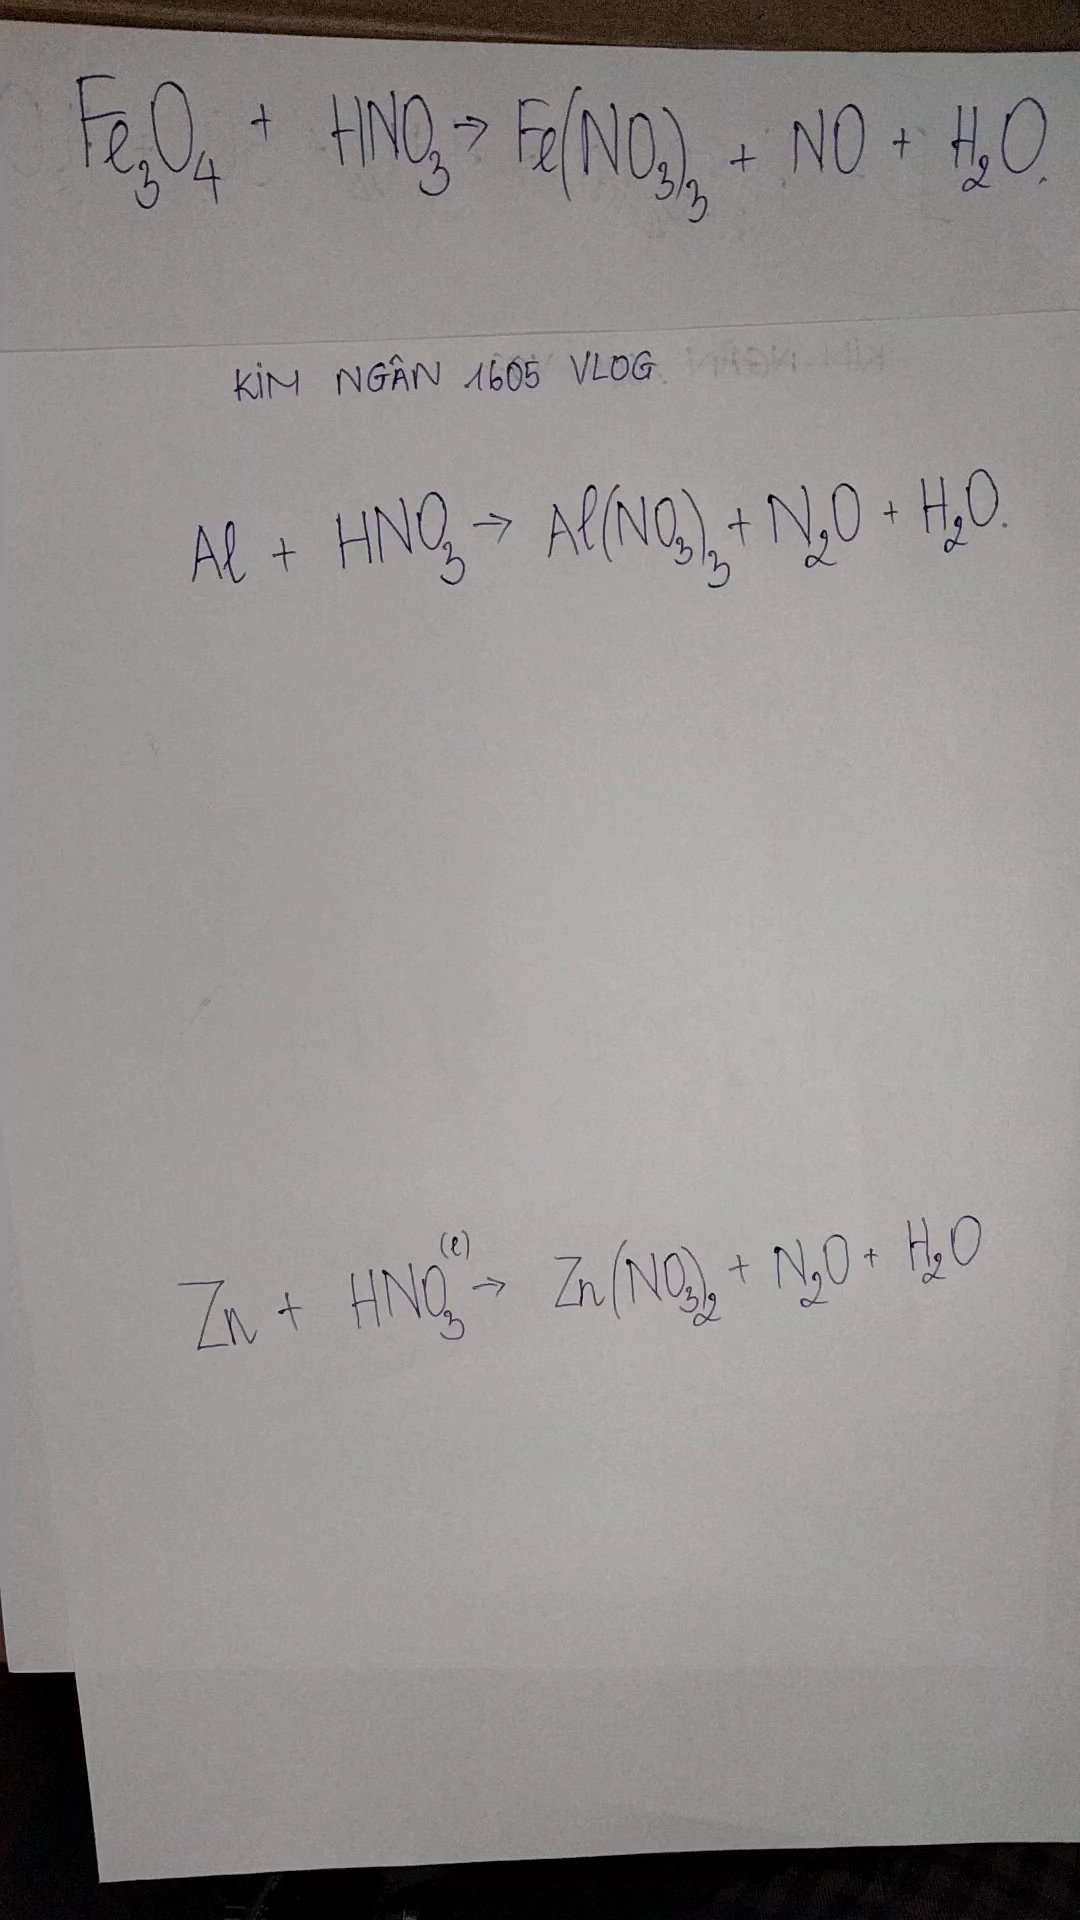 Fe₃O₄ + HNO₃ → Fe(NO₃)₃ + NO + H₂O.
KIM NGÂN 1605 VLOG.
Al + HNO₃ → Al(NO₃)₃ + N₂O + H₂O.
Zn + HNO₃(l) → Zn(NO₃)₂ + N₂O + H₂O